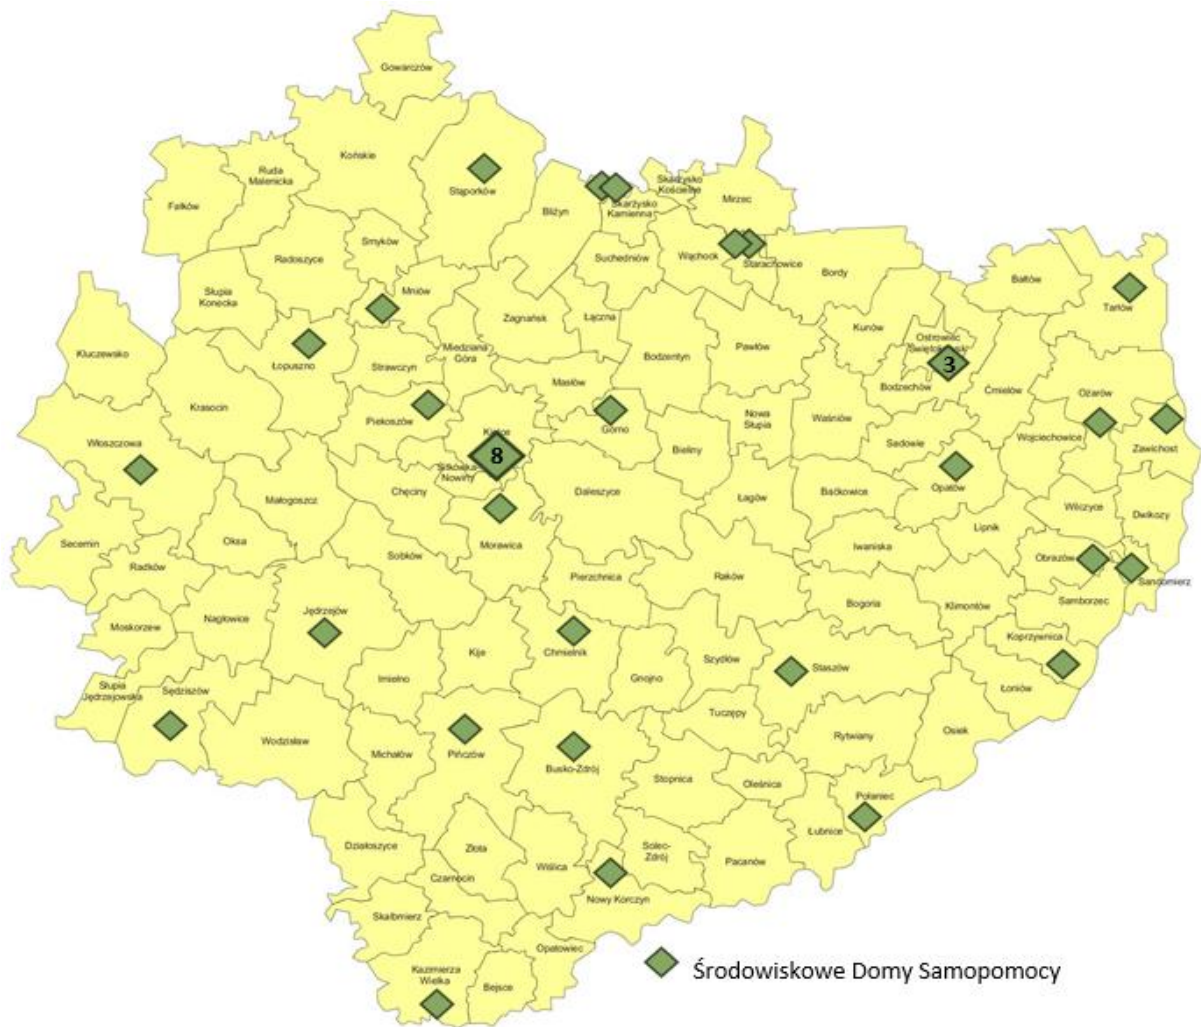 Gowarczów
Końskie
Ruda
Malenicka
Fałków
Stąporków
Bliżyn
Skarżysko
Kościelne
Skarżysko
Kamienna
Mirzec
Smyków
Radoszyce
Słupia
Konecka
Mniów
Suchedniów
Wąchock
Starachowice
Bordy
Bałtów
Tarłów
Zagnańsk
Łączna
Kunów
Ostrowiec
Świętokrzyski
3
Kluczewsko
Łopuszno
Strawczyn
Miedziana
Góra
Bodzentyn
Pawłów
Masłów
Bodzechów
Ćmielów
Ożarów
Krasocin
Piekoszów
Kielce
8
Górno
Nowa
Słupia
Waśniów
Sadowie
Wojciechowice
Zawichost
Włoszczowa
Sitkówka-
Nowiny
Bieliny
Małogoszcz
Chęciny
Daleszyce
Łagów
Baćkowice
Opatów
Wilczyce
Dwikozy
Secemin
Oksa
Morawica
Lipnik
Iwaniska
Obrazów
Sandomierz
Radków
Sobków
Pierzchnica
Raków
Bogoria
Klimontów
Samborzec
Moskorzew
Nagłowice
Jędrzejów
Koprzywnica
Kije
Chmielnik
Szydłów
Staszów
Gnojno
Imielno
Łoniów
Słupia
Jędrzejowska
Sędziszów
Tuczępy
Wodzisław
Michałów
Pińczów
Busko-Zdrój
Rytwiany
Osiek
Stopnica
Oleśnica
Połaniec
Łubnice
Działoszyce
Złota
Wiślica
Solec-
Zdrój
Pacanów
Czarnocin
Nowy Korczyn
Skalbmierz
Opatowiec
Kazimierza
Wielka
Bejsce
Środowiskowe Domy Samopomocy